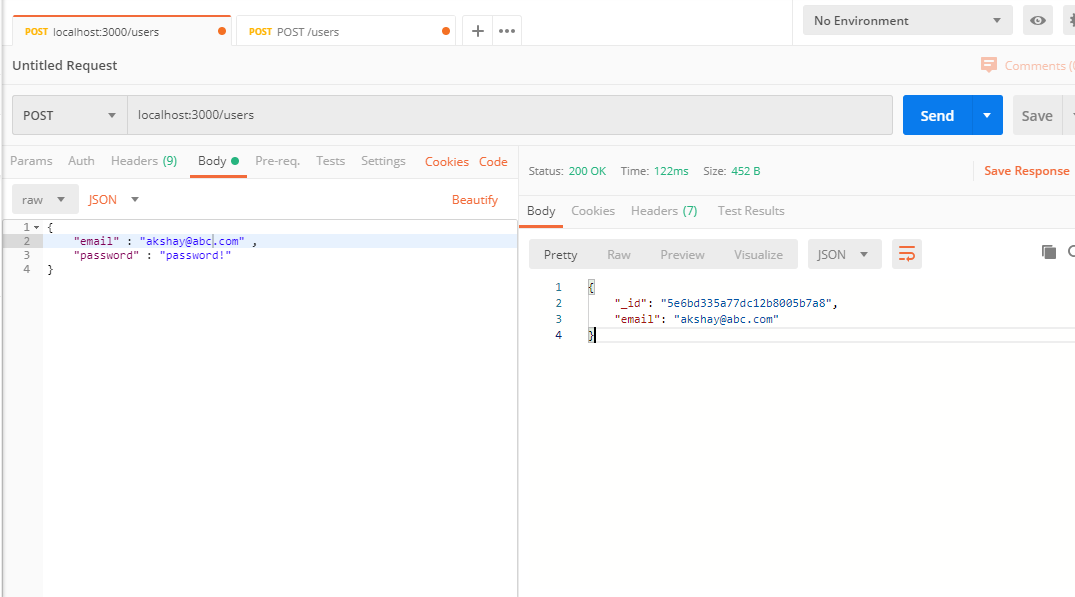 POST localhost:3000/users
POST POST /users
No Environment
Untitled Request
Comments (0
POST localhost:3000/users
Send
Save
Params Auth Headers (9) Body Pre-req. Tests Settings Cookies Code
raw JSON Beautify
1 {
2 "email" : "akshay@abc.com" ,
3 "password" : "password!"
4 }
Status: 200 OK Time: 122ms Size: 452 B
Save Response
Body Cookies Headers (7) Test Results
Pretty Raw Preview Visualize JSON
1 {
2 "_id": "5e6bd335a77dc12b8005b7a8",
3 "email": "akshay@abc.com"
4 }